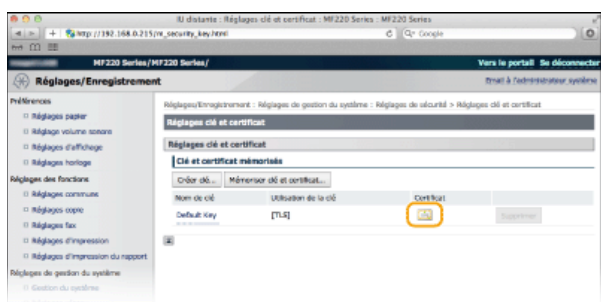 IU distante : Réglages clé et certificat : MF220 Series : MF220 Series
http://192.168.0.215/m_security_key.html
Google
MF220 Series/MF220 Series/
Vers le portail Se déconnecter
Réglages/Enregistrement
Email à l'administrateur système
Préférences
Réglages papier
Réglage volume sonore
Réglages d'affichage
Réglages horloge
Réglages des fonctions
Réglages communs
Réglages copie
Réglages fax
Réglages d'impression
Réglages d'impression du rapport
Réglages de gestion du système
Gestion du système
Réglages/Enregistrement : Réglages de gestion du système : Réglages de sécurité > Réglages clé et certificat
Réglages clé et certificat
Réglages clé et certificat
Clé et certificat mémorisés
Créer clé... Mémoriser clé et certificat...
Nom de clé Utilisation de la clé Certificat
Default Key [TLS] Supprimer